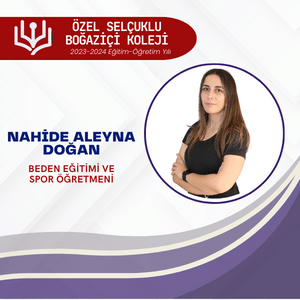 ÖZEL SELÇUKLU
BOĞAZİÇİ KOLEJİ
2023-2024 Eğitim-Öğretim Yılı
NAHİDE ALEYNA
DOĞAN
BEDEN EĞİTİMİ VE
SPOR ÖĞRETMENİ